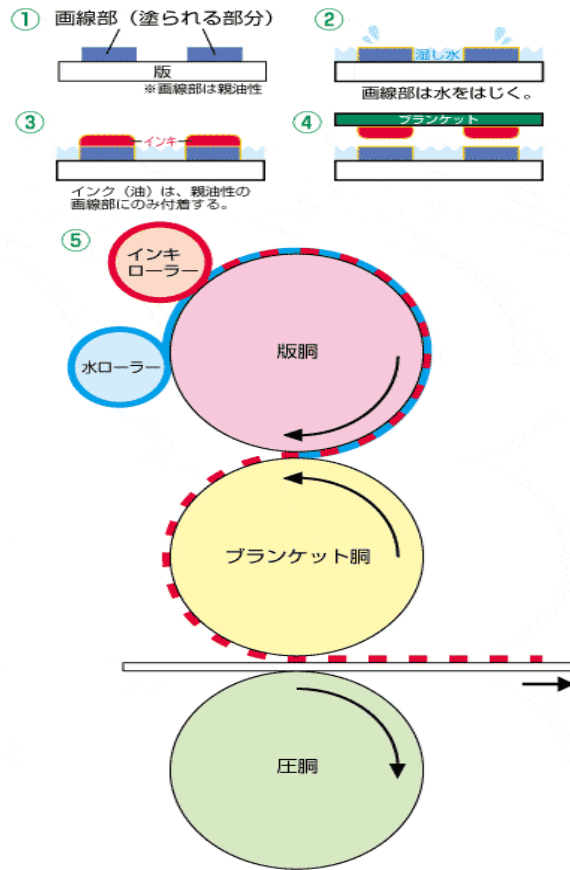 ① 画線部（塗られる部分）
版
※画線部は親油性
②
湿し水
画線部は水をはじく。
③
インキ
インク（油）は、親油性の
画線部にのみ付着する。
④
ブランケット
⑤
インキ
ローラー
水ローラー
版胴
ブランケット胴
圧胴